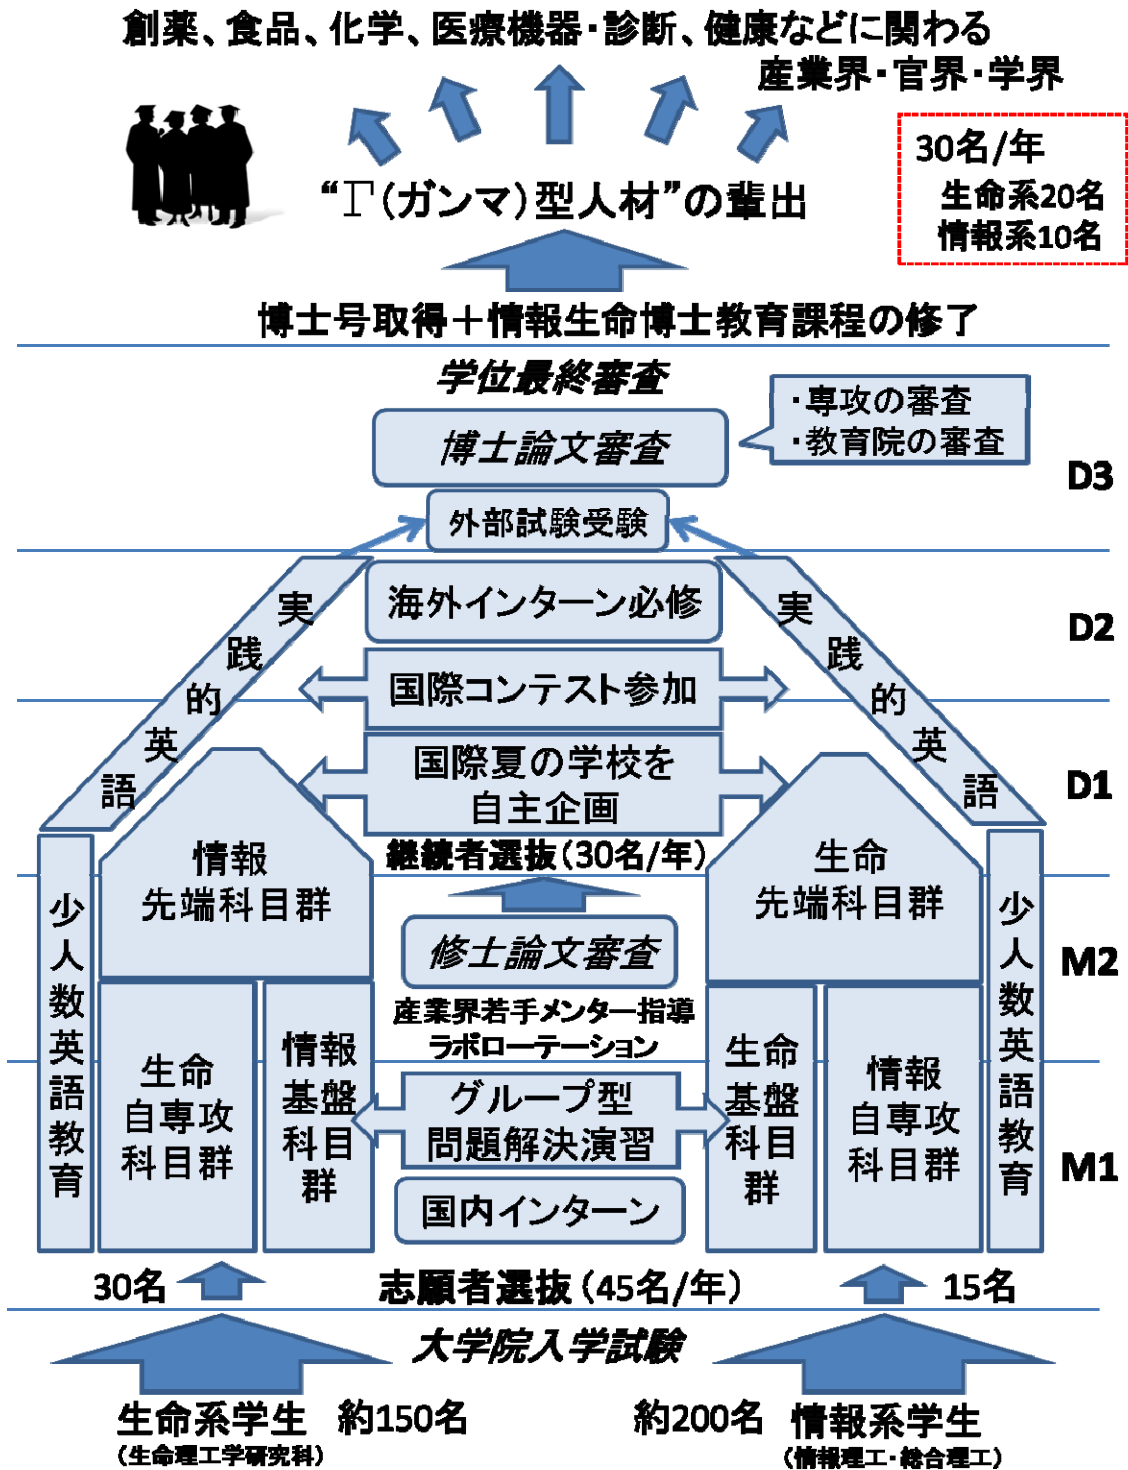 創薬、食品、化学、医療機器・診断、健康などに関わる
産業界・官界・学界
30名/年
生命系20名
情報系10名
“Γ(ガンマ)型人材”の輩出
博士号取得＋情報生命博士教育課程の修了
学位最終審査
博士論文審査
・専攻の審査
・教育院の審査
D3
外部試験受験
海外インターン必修
D2
実践的英語
実践的英語
国際コンテスト参加
国際夏の学校を
自主企画
D1
継続者選抜(30名/年)
情報
先端科目群
生命
先端科目群
少人数英語教育
少人数英語教育
修士論文審査
M2
産業界若手メンター指導
ラボローテーション
生命
自専攻
科目群
情報
基盤
科目
群
グループ型
問題解決演習
生命
基盤
科目
群
情報
自専攻
科目群
M1
国内インターン
30名
志願者選抜(45名/年)
15名
大学院入学試験
生命系学生 約150名
(生命理工学研究科)
約200名 情報系学生
(情報理工・総合理工)